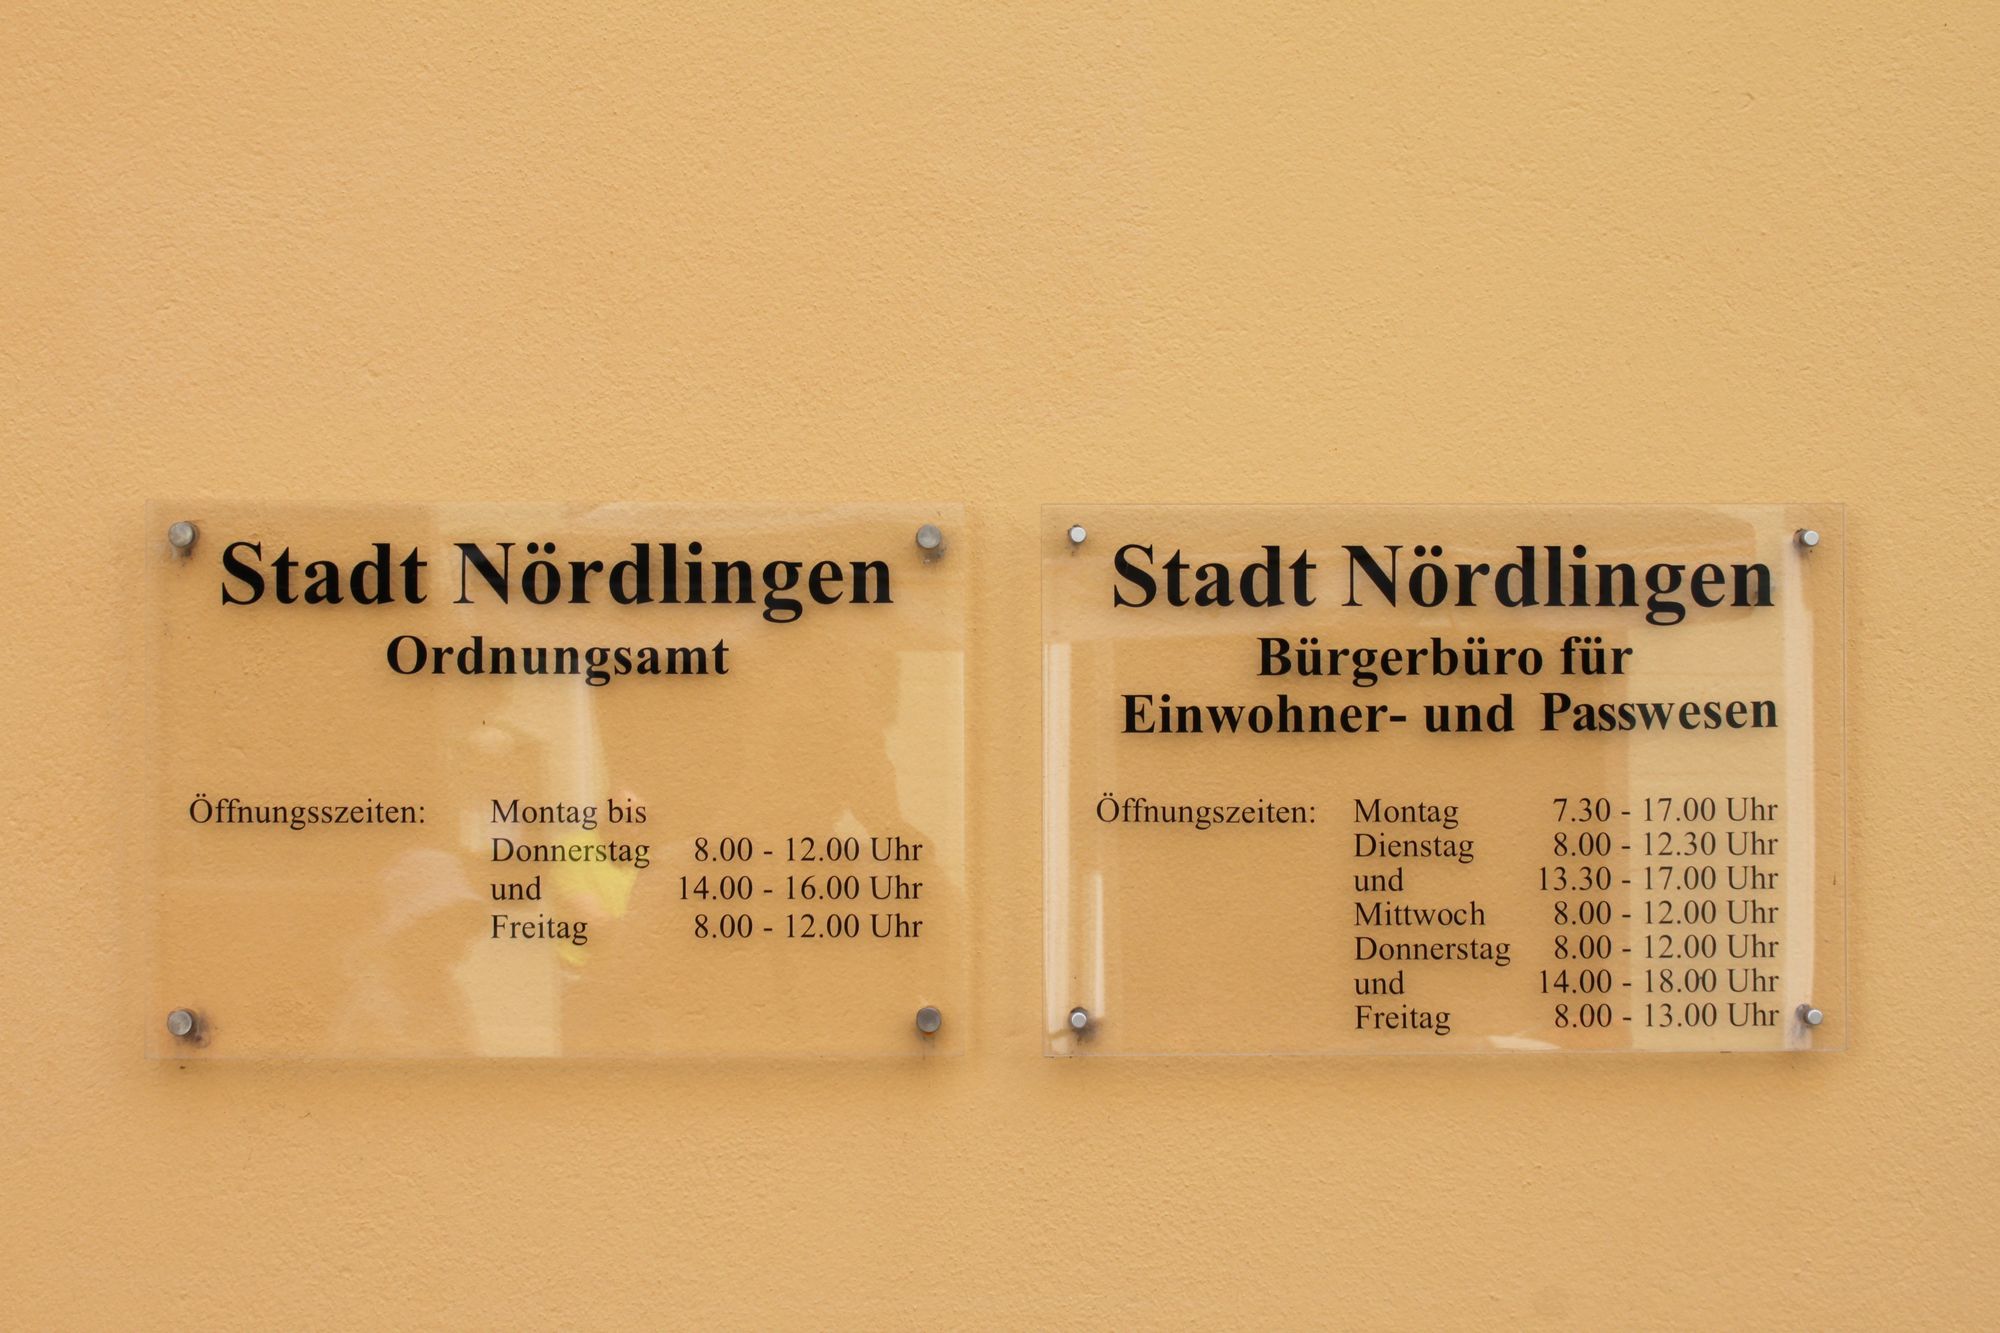 Stadt Nördlingen
Ordnungsamt
Öffnungsszeiten: Montag bis
Donnerstag 8.00 - 12.00 Uhr
und 14.00 - 16.00 Uhr
Freitag 8.00 - 12.00 Uhr
Stadt Nördlingen
Bürgerbüro für
Einwohner- und Passwesen
Öffnungszeiten: Montag 7.30 - 17.00 Uhr
Dienstag 8.00 - 12.30 Uhr
und 13.30 - 17.00 Uhr
Mittwoch 8.00 - 12.00 Uhr
Donnerstag 8.00 - 12.00 Uhr
und 14.00 - 18.00 Uhr
Freitag 8.00 - 13.00 Uhr